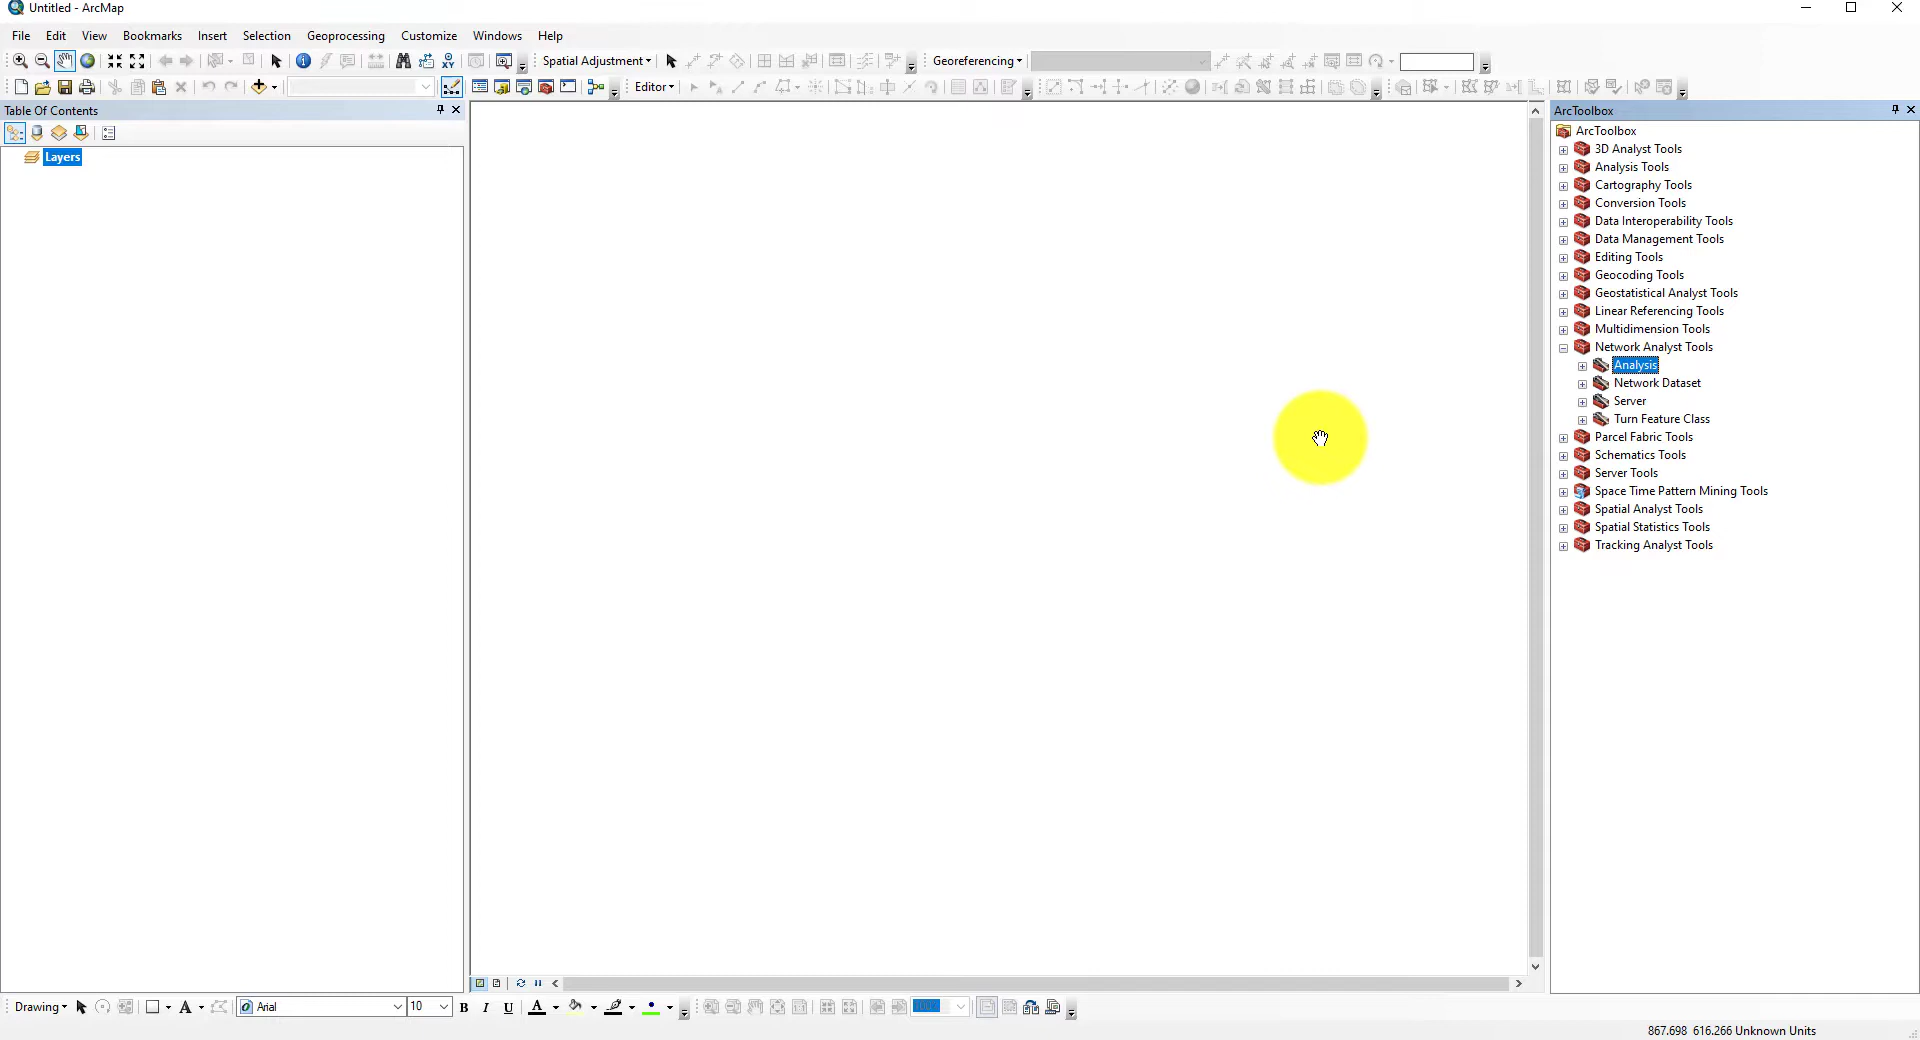 Untitled - ArcMap
File Edit View Bookmarks Insert Selection Geoprocessing Customize Windows Help
Spatial Adjustment Georeferencing
Editor
Table Of Contents
Layers
ArcToolbox
ArcToolbox
3D Analyst Tools
Analysis Tools
Cartography Tools
Conversion Tools
Data Interoperability Tools
Data Management Tools
Editing Tools
Geocoding Tools
Geostatistical Analyst Tools
Linear Referencing Tools
Multidimension Tools
Network Analyst Tools
Analysis
Network Dataset
Server
Turn Feature Class
Parcel Fabric Tools
Schematics Tools
Server Tools
Space Time Pattern Mining Tools
Spatial Analyst Tools
Spatial Statistics Tools
Tracking Analyst Tools
Drawing A Arial 10 B I U A
867.698 616.266 Unknown Units